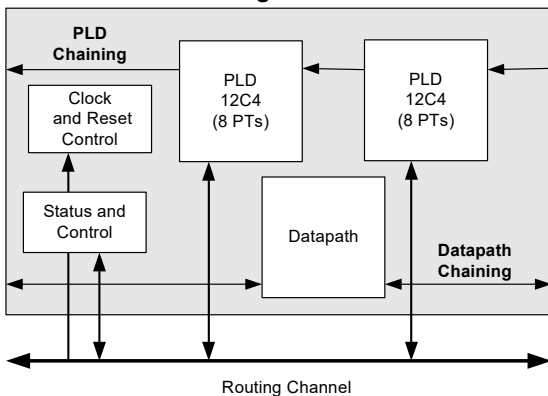 PLD
Chaining
PLD
12C4
(8 PTs)
PLD
12C4
(8 PTs)
Clock
and Reset
Control
Status and
Control
Datapath
Datapath
Chaining
Routing Channel